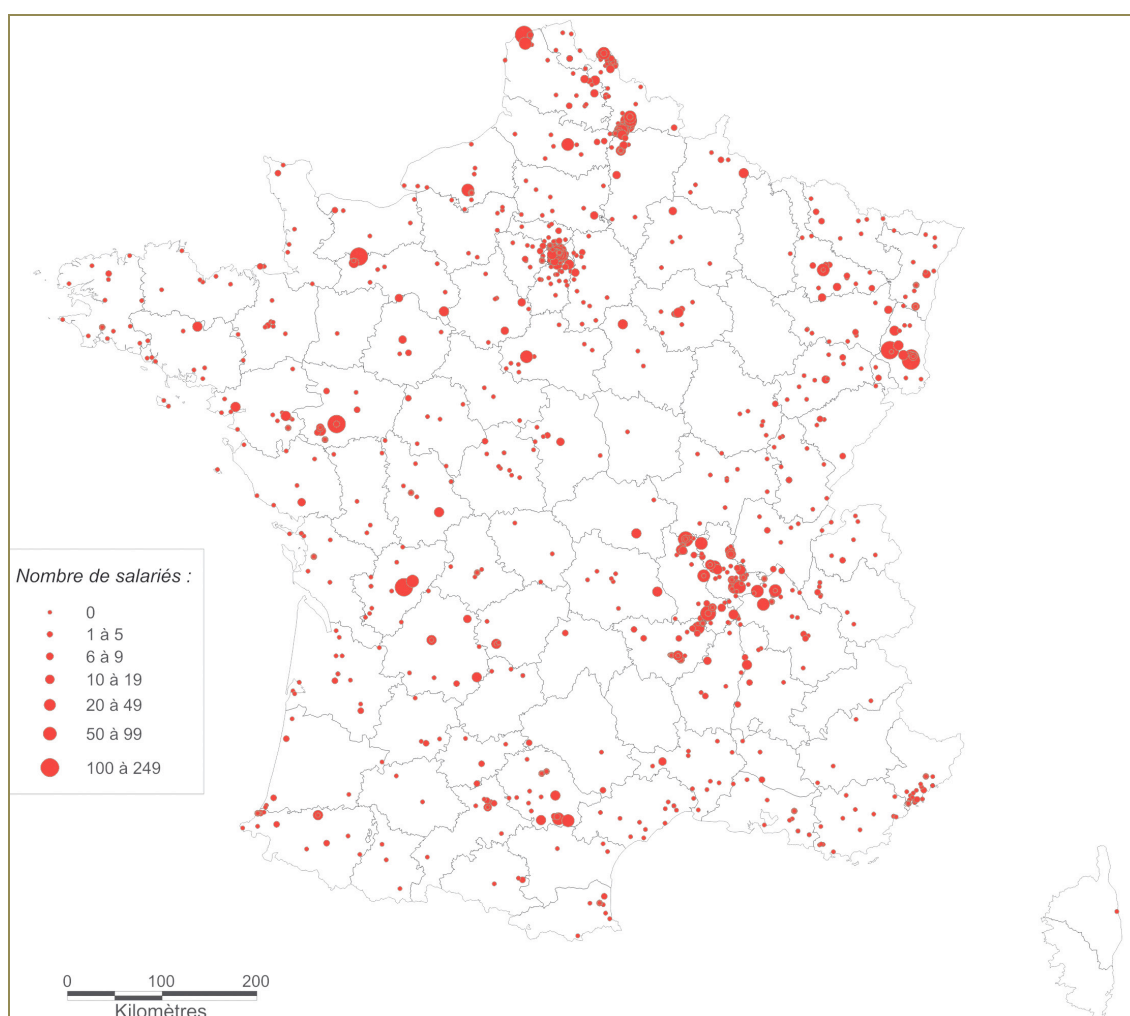 Nombre de salariés :
0
1 à 5
6 à 9
10 à 19
20 à 49
50 à 99
100 à 249
0 100 200
Kilomètres